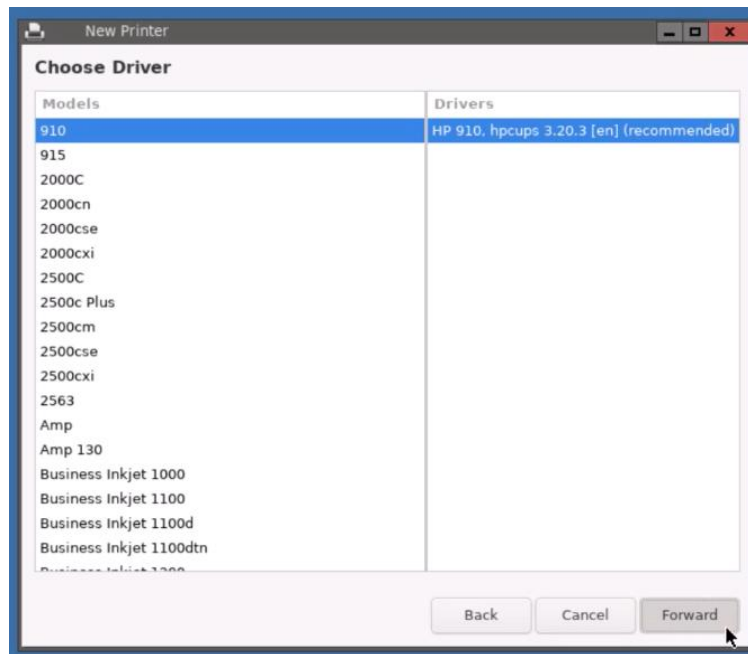 New Printer
Choose Driver
Models Drivers
910 HP 910, hpcups 3.20.3 [en] (recommended)
915
2000C
2000cn
2000cse
2000cxi
2500C
2500c Plus
2500cm
2500cse
2500cxi
2563
Amp
Amp 130
Business Inkjet 1000
Business Inkjet 1100
Business Inkjet 1100d
Business Inkjet 1100dtn
Back Cancel Forward